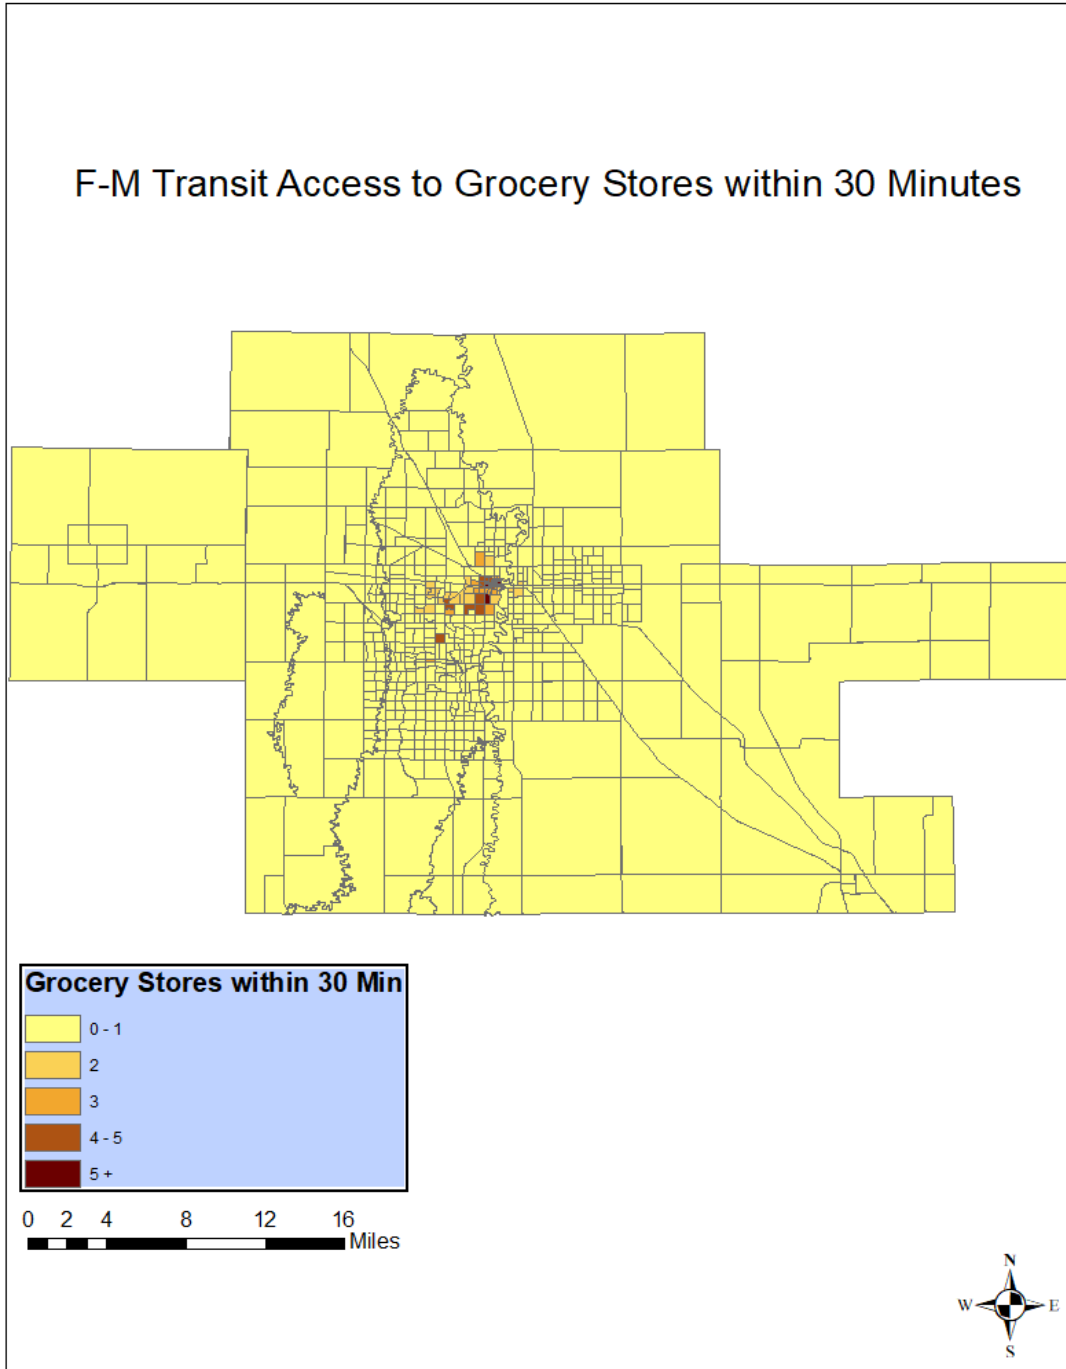 F-M Transit Access to Grocery Stores within 30 Minutes
Grocery Stores within 30 Min
0 - 1
2
3
4 - 5
5 +
0 2 4 8 12 16
Miles
N
W E
S